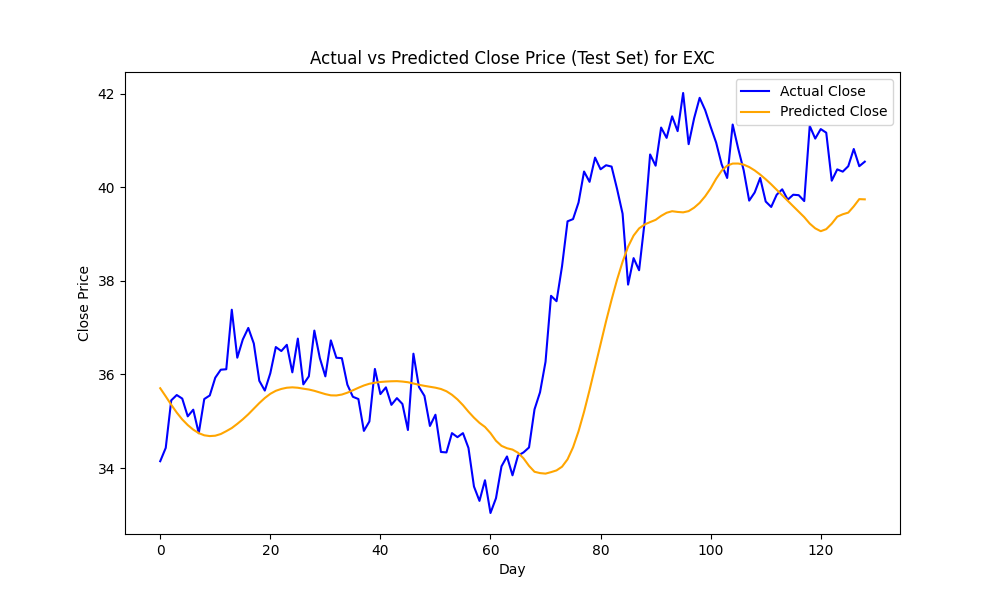 Actual vs Predicted Close Price (Test Set) for EXC
Actual Close
Predicted Close
Close Price
42
40
38
36
34
0 20 40 60 80 100 120
Day